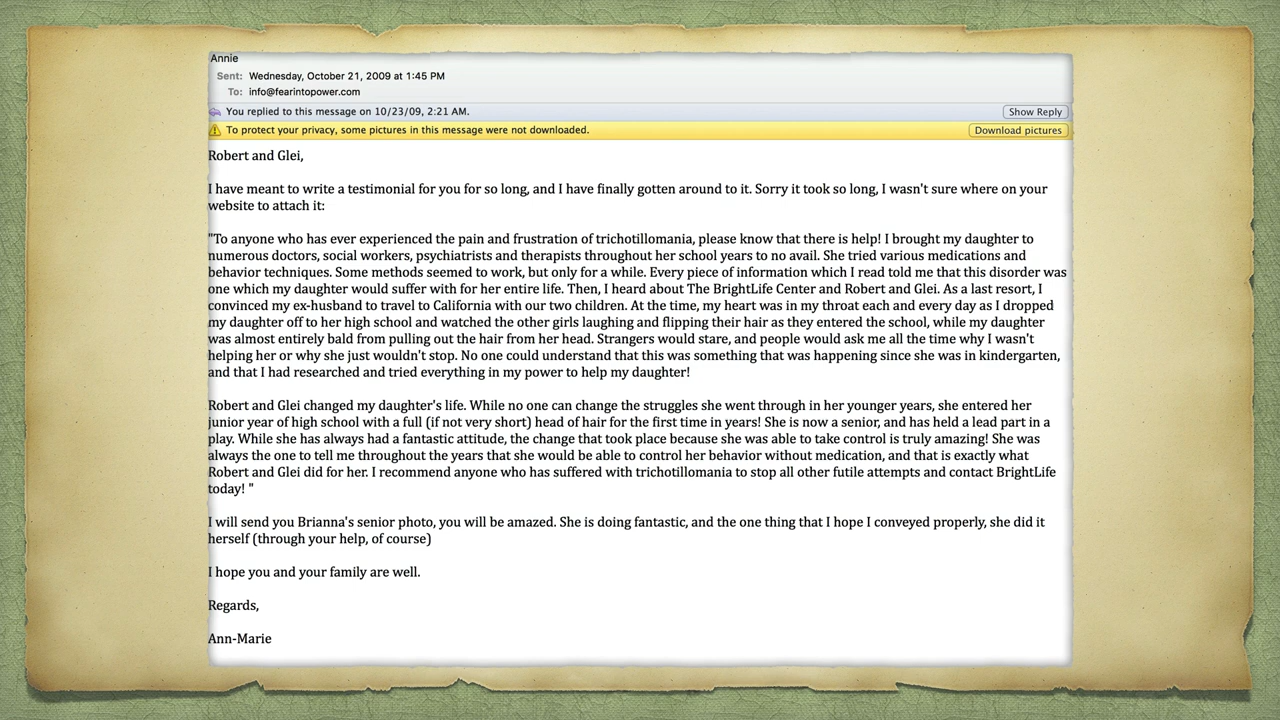 Annie
Sent: Wednesday, October 21, 2009 at 1:45 PM
To: info@fearintopower.com
You replied to this message on 10/23/09, 2:21 AM. Show Reply
To protect your privacy, some pictures in this message were not downloaded. Download pictures
Robert and Glei,
I have meant to write a testimonial for you for so long, and I have finally gotten around to it. Sorry it took so long, I wasn't sure where on your
website to attach it:
"To anyone who has ever experienced the pain and frustration of trichotillomania, please know that there is help! I brought my daughter to
numerous doctors, social workers, psychiatrists and therapists throughout her school years to no avail. She tried various medications and
behavior techniques. Some methods seemed to work, but only for a while. Every piece of information which I read told me that this disorder was
one which my daughter would suffer with for her entire life. Then, I heard about The BrightLife Center and Robert and Glei. As a last resort, I
convinced my ex-husband to travel to California with our two children. At the time, my heart was in my throat each and every day as I dropped
my daughter off to her high school and watched the other girls laughing and flipping their hair as they entered the school, while my daughter
was almost entirely bald from pulling out the hair from her head. Strangers would stare, and people would ask me all the time why I wasn't
helping her or why she just wouldn't stop. No one could understand that this was something that was happening since she was in kindergarten,
and that I had researched and tried everything in my power to help my daughter!
Robert and Glei changed my daughter's life. While no one can change the struggles she went through in her younger years, she entered her
junior year of high school with a full (if not very short) head of hair for the first time in years! She is now a senior, and has held a lead part in a
play. While she has always had a fantastic attitude, the change that took place because she was able to take control is truly amazing! She was
always the one to tell me throughout the years that she would be able to control her behavior without medication, and that is exactly what
Robert and Glei did for her. I recommend anyone who has suffered with trichotillomania to stop all other futile attempts and contact BrightLife
today! "
I will send you Brianna's senior photo, you will be amazed. She is doing fantastic, and the one thing that I hope I conveyed properly, she did it
herself (through your help, of course)
I hope you and your family are well.
Regards,
Ann-Marie